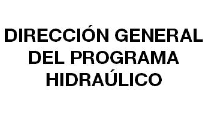 DIRECCIÓN GENERAL
DEL PROGRAMA
HIDRAÚLICO